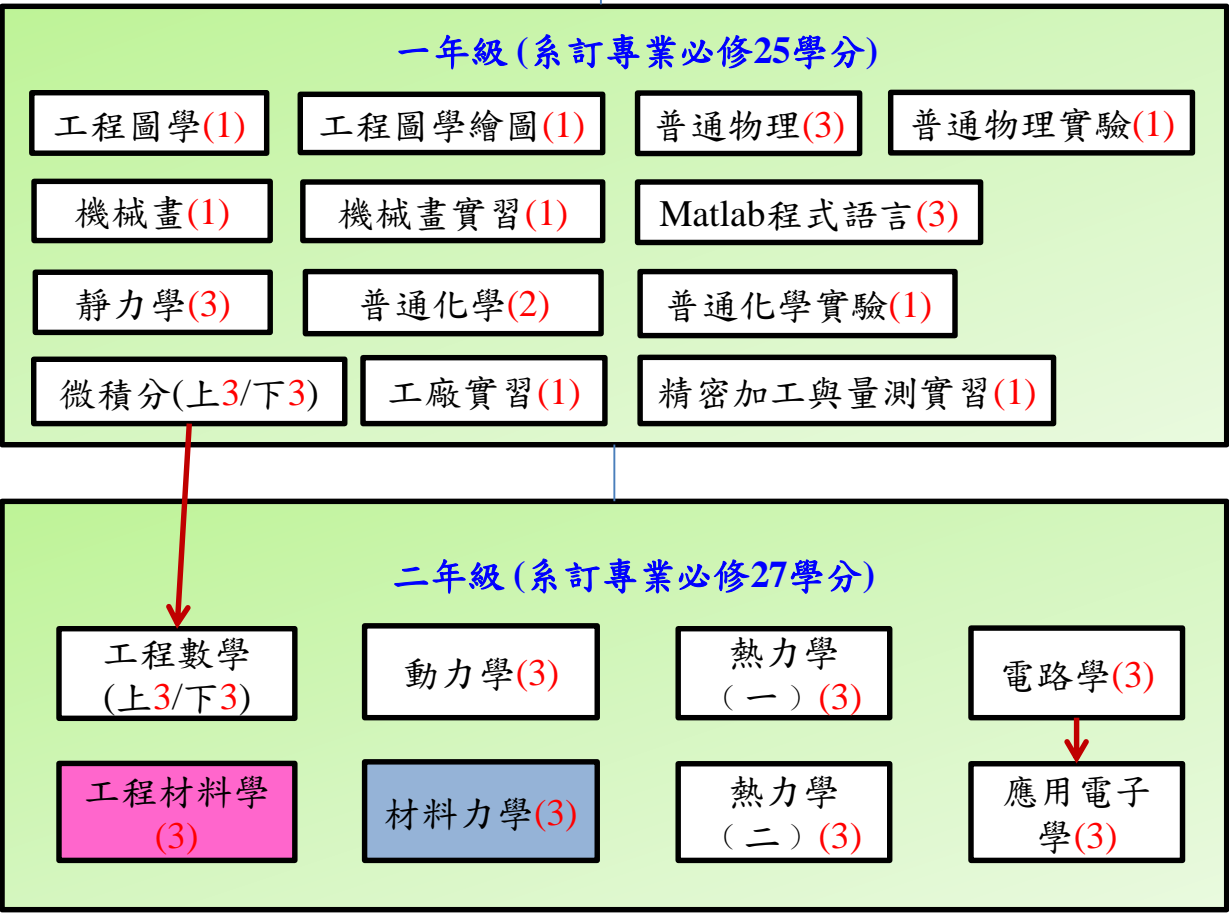 一年級 (系訂專業必修25學分)
工程圖學(1)
工程圖學繪圖(1)
普通物理(3)
普通物理實驗(1)
機械畫(1)
機械畫實習(1)
Matlab程式語言(3)
靜力學(3)
普通化學(2)
普通化學實驗(1)
微積分(上3/下3)
工廠實習(1)
精密加工與量測實習(1)
二年級 (系訂專業必修27學分)
工程數學
(上3/下3)
動力學(3)
熱力學
（一）(3)
電路學(3)
工程材料學
(3)
材料力學(3)
熱力學
（二）(3)
應用電子
學(3)